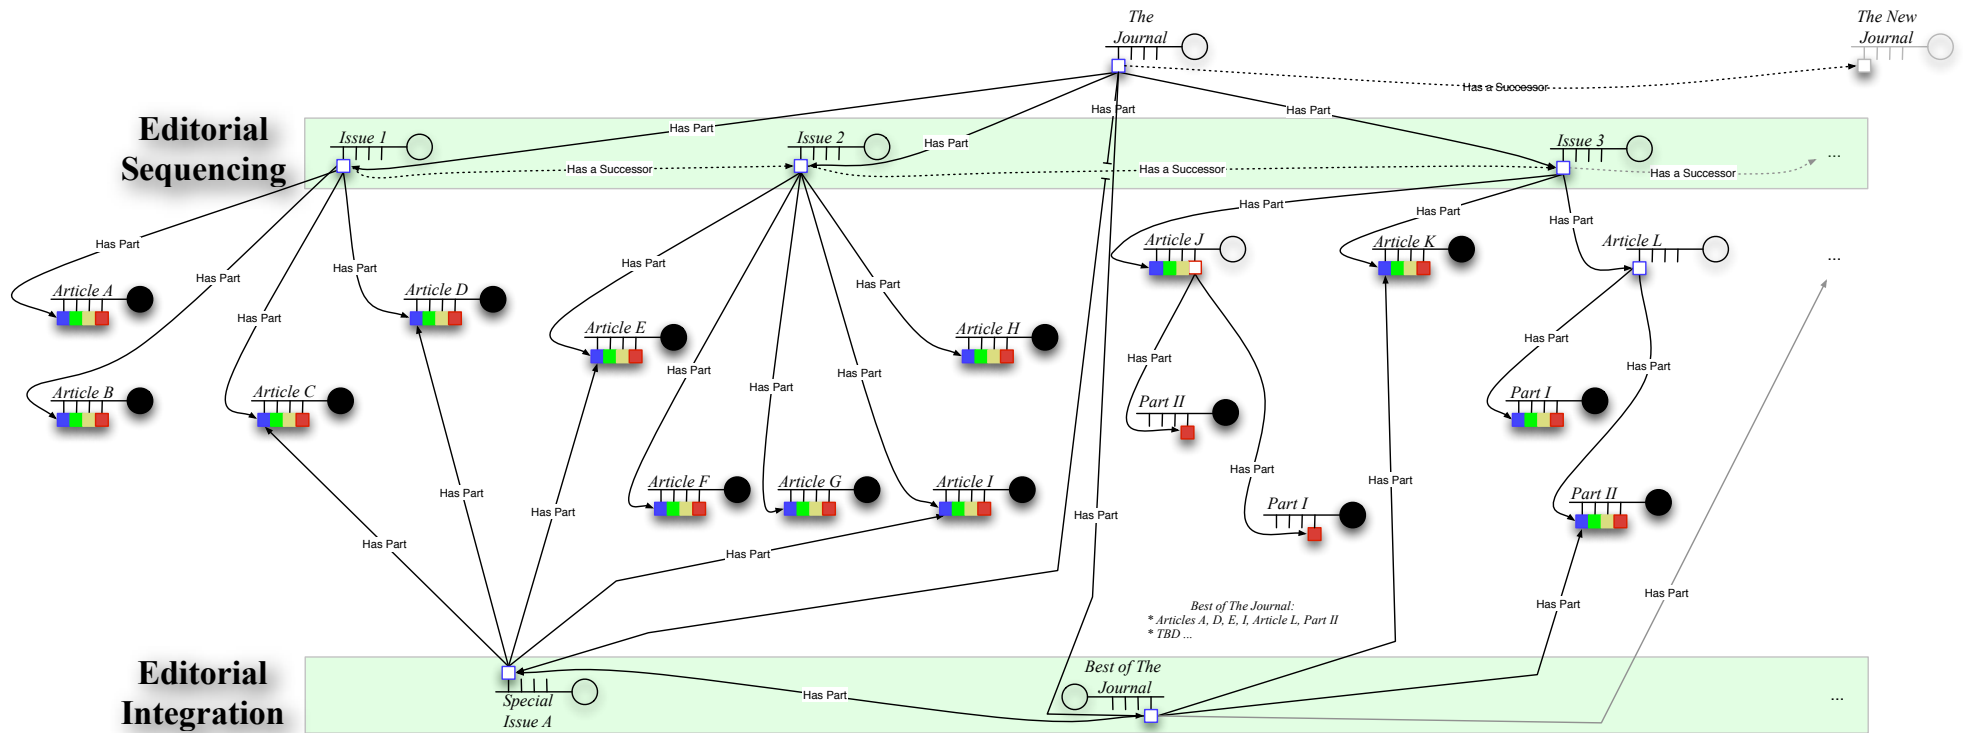 The
Journal
The New
Journal
Has a Successor
Has Part
Has Part
Has Part
Has Part
Editorial
Sequencing
Issue 1
Issue 2
Issue 3
...
Has a Successor
Has a Successor
Has a Successor
Has Part
Has Part
Has Part
Has Part
Has Part
Has Part
Has Part
Has Part
Has Part
Has Part
Has Part
Has Part
Article J
Article K
Article L
...
Article A
Article D
Article E
Article H
Has Part
Has Part
Has Part
Has Part
Article B
Article C
Part II
Part I
Has Part
Has Part
Has Part
Has Part
Article F
Article G
Article I
Part I
Part II
Has Part
Has Part
Has Part
Has Part
Has Part
Has Part
Best of The Journal:
* Articles A, D, E, I, Article L, Part II
* TBD ...
Editorial
Integration
Special
Issue A
Has Part
Best of The
Journal
...